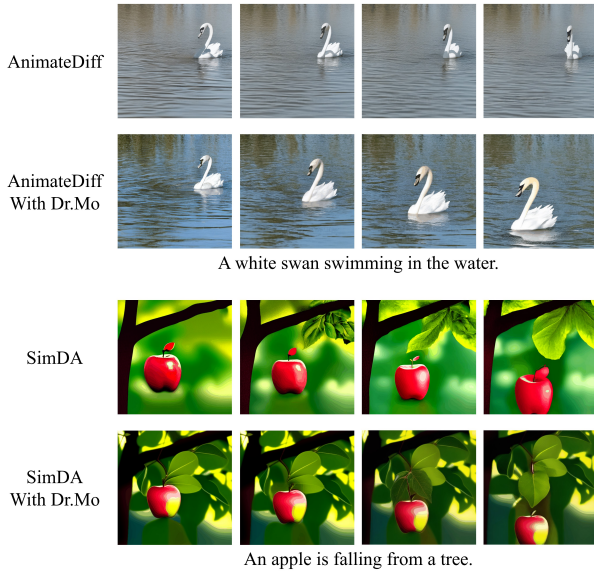 AnimateDiff
AnimateDiff
With Dr.Mo
A white swan swimming in the water.
SimDA
SimDA
With Dr.Mo
An apple is falling from a tree.